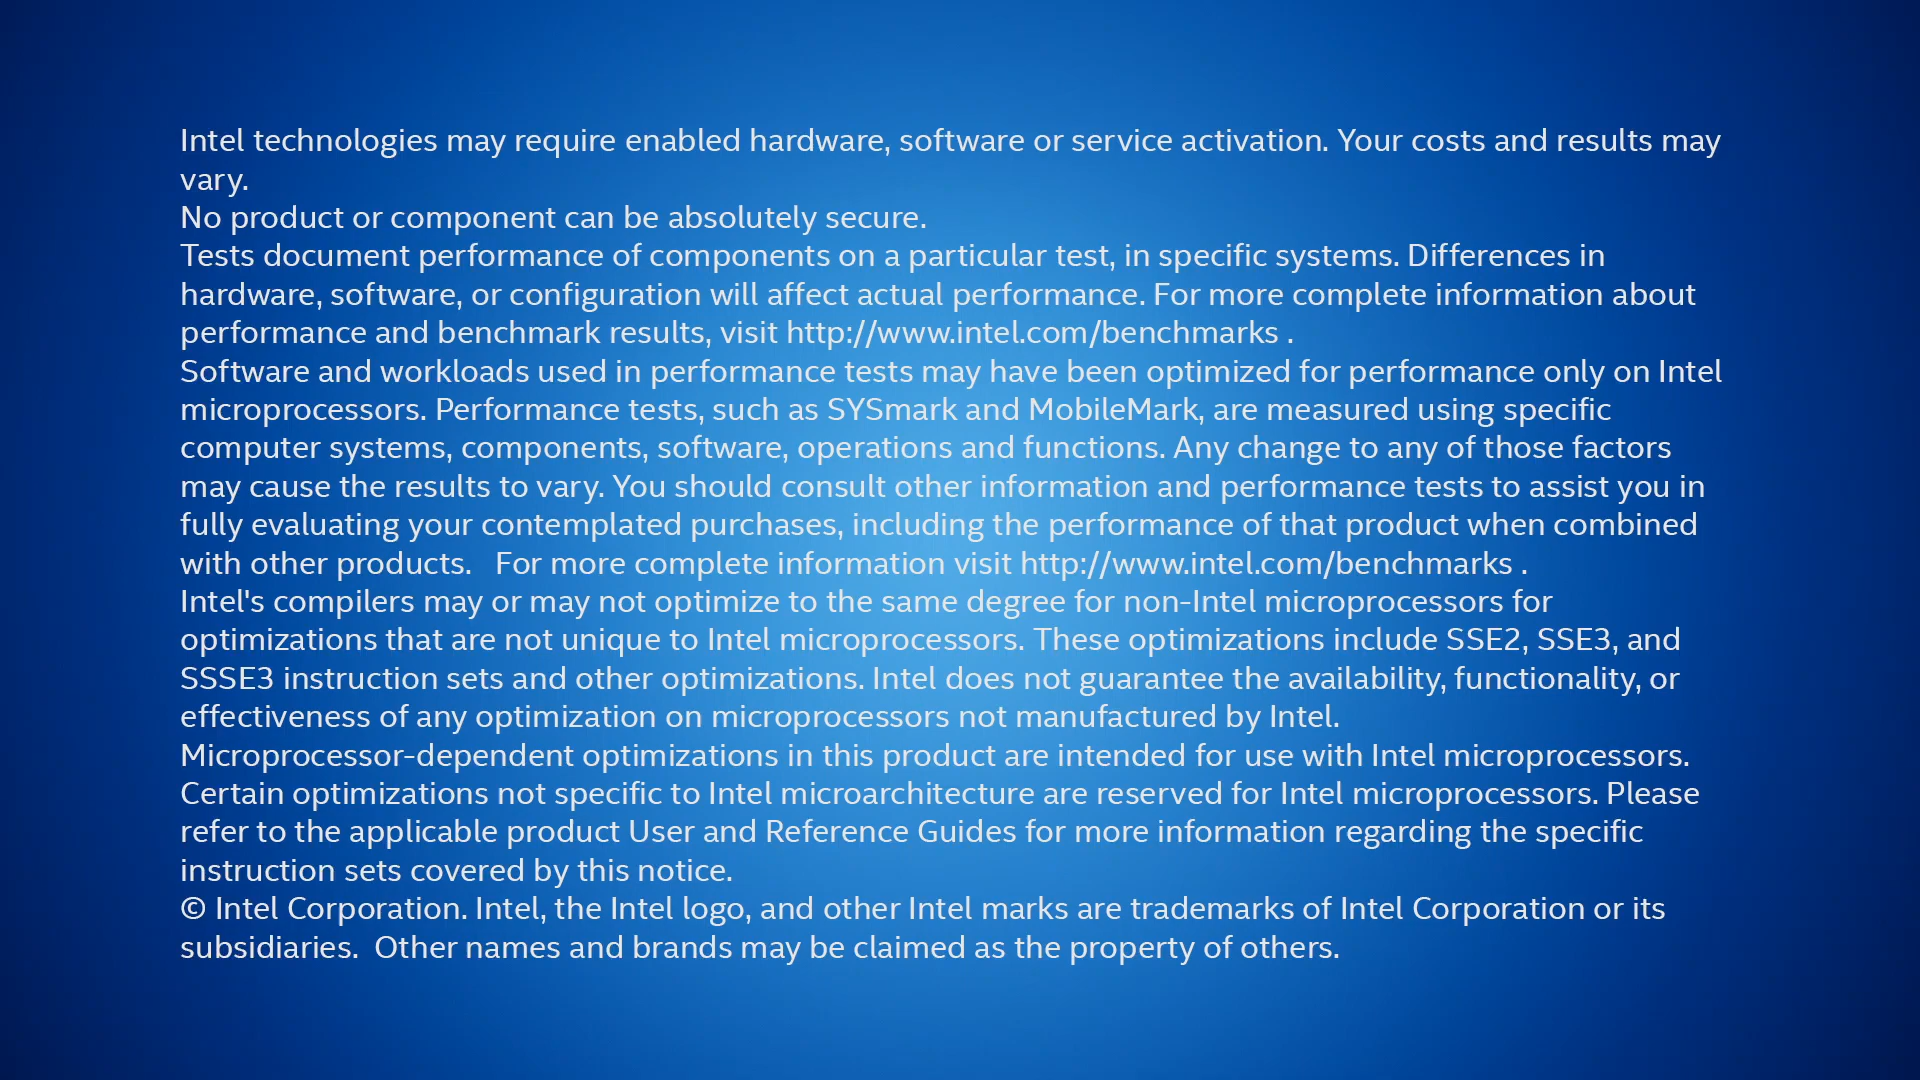 Intel technologies may require enabled hardware, software or service activation. Your costs and results may
vary.
No product or component can be absolutely secure.
Tests document performance of components on a particular test, in specific systems. Differences in
hardware, software, or configuration will affect actual performance. For more complete information about
performance and benchmark results, visit http://www.intel.com/benchmarks .
Software and workloads used in performance tests may have been optimized for performance only on Intel
microprocessors. Performance tests, such as SYSmark and MobileMark, are measured using specific
computer systems, components, software, operations and functions. Any change to any of those factors
may cause the results to vary. You should consult other information and performance tests to assist you in
fully evaluating your contemplated purchases, including the performance of that product when combined
with other products.   For more complete information visit http://www.intel.com/benchmarks .
Intel's compilers may or may not optimize to the same degree for non-Intel microprocessors for
optimizations that are not unique to Intel microprocessors. These optimizations include SSE2, SSE3, and
SSSE3 instruction sets and other optimizations. Intel does not guarantee the availability, functionality, or
effectiveness of any optimization on microprocessors not manufactured by Intel.
Microprocessor-dependent optimizations in this product are intended for use with Intel microprocessors.
Certain optimizations not specific to Intel microarchitecture are reserved for Intel microprocessors. Please
refer to the applicable product User and Reference Guides for more information regarding the specific
instruction sets covered by this notice.
© Intel Corporation. Intel, the Intel logo, and other Intel marks are trademarks of Intel Corporation or its
subsidiaries.  Other names and brands may be claimed as the property of others.